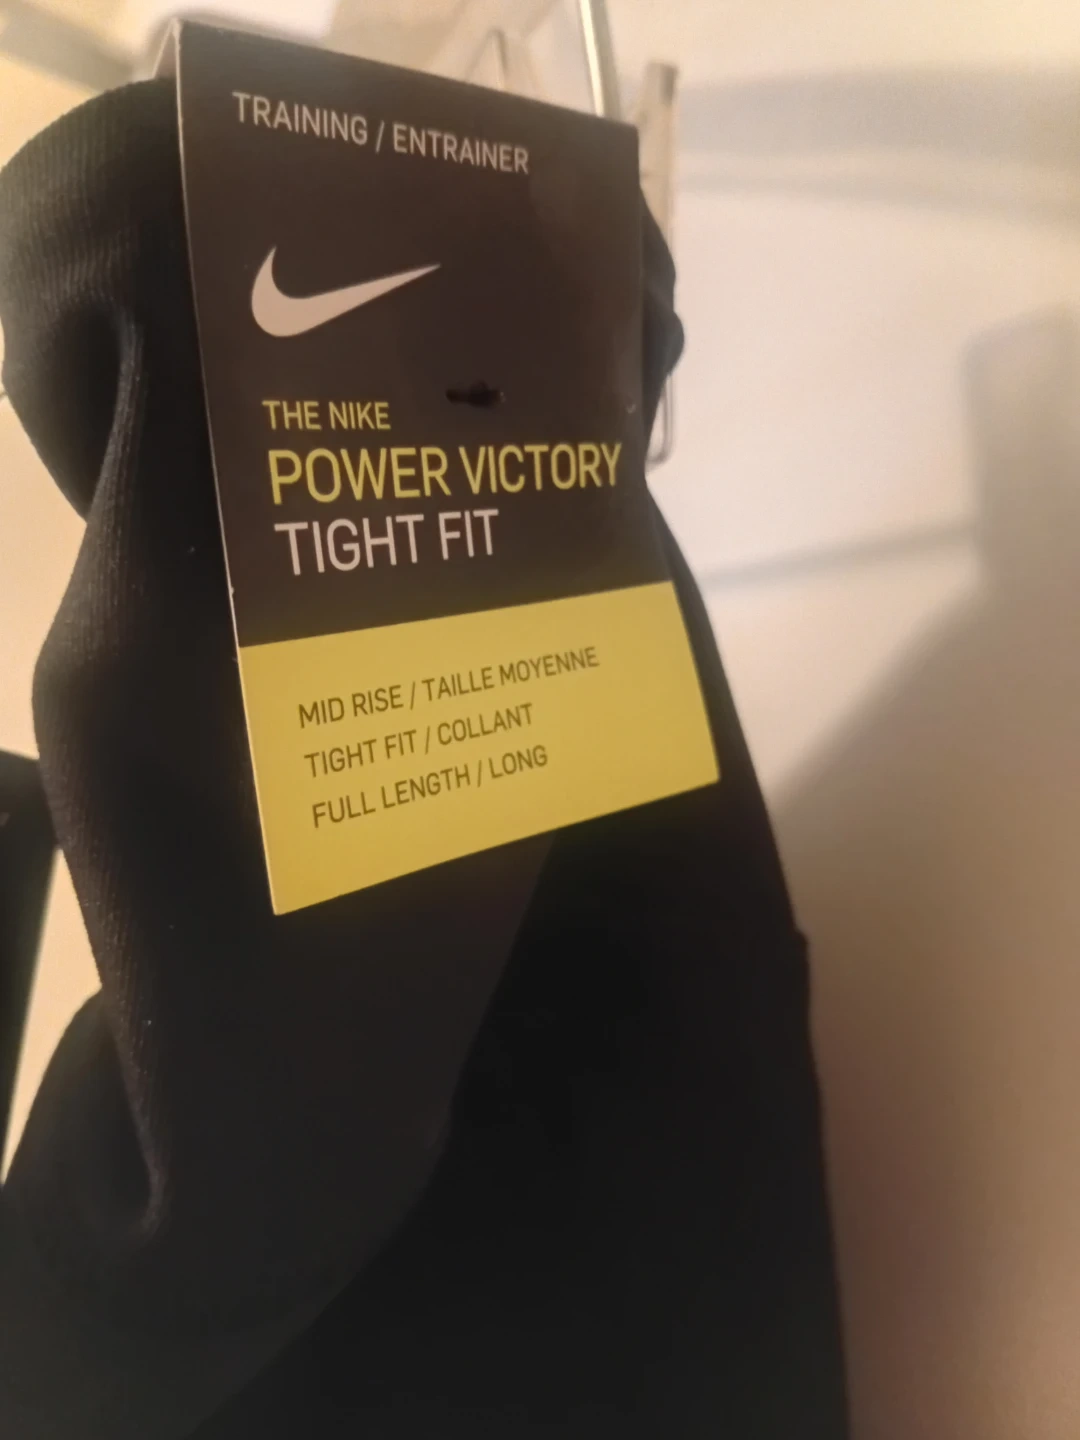 TRAINING / ENTRAINER
THE NIKE
POWER VICTORY
TIGHT FIT
MID RISE / TAILLE MOYENNE
TIGHT FIT / COLLANT
FULL LENGTH / LONG